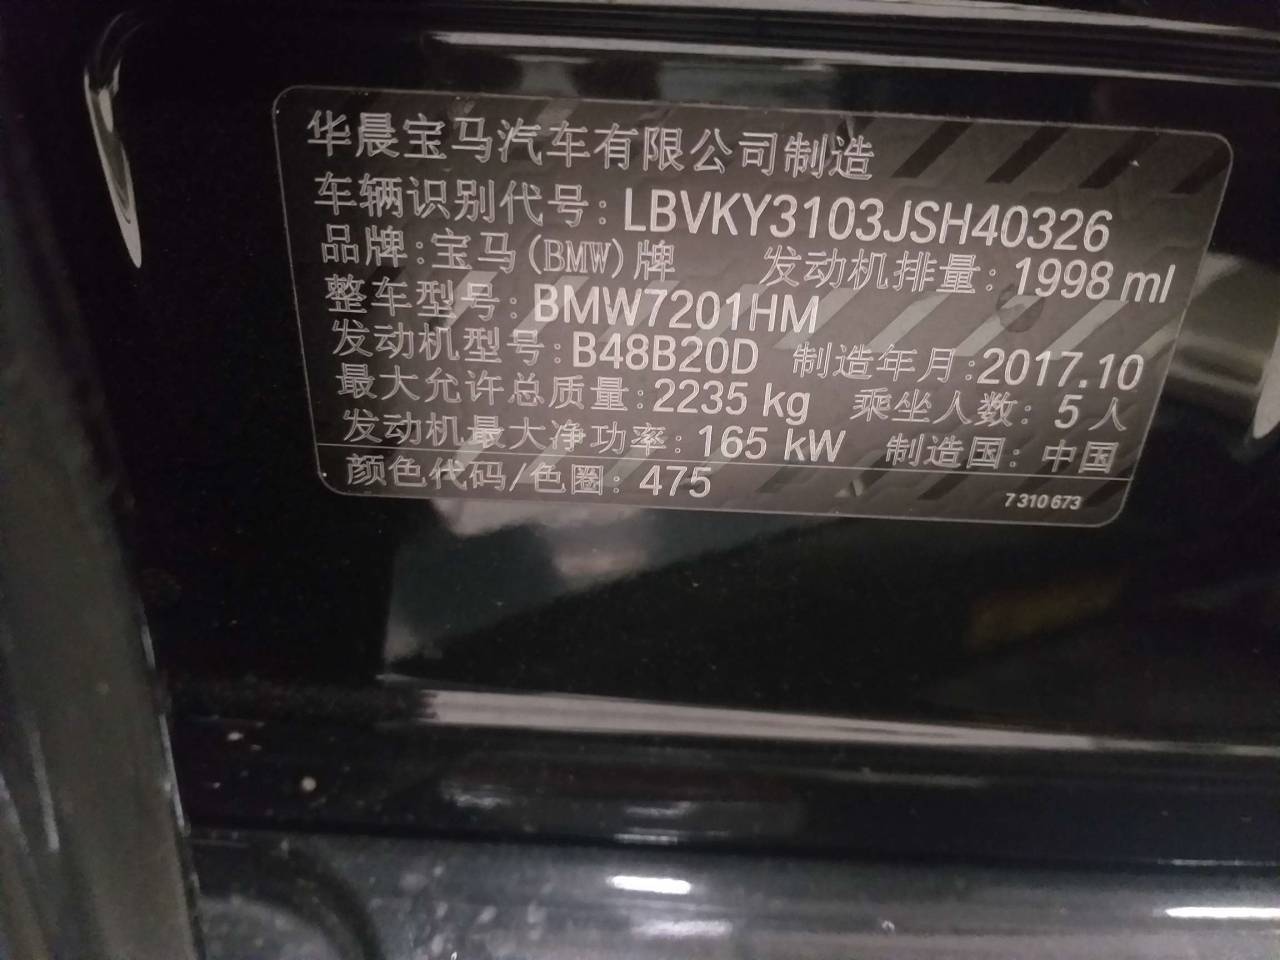 华晨宝马汽车有限公司制造
车辆识别代号: LBVKY3103JSH40326
品牌: 宝马(BMW)牌 发动机排量: 1998 ml
整车型号: BMW7201HM
发动机型号: B48B20D 制造年月: 2017.10
最大允许总质量: 2235 kg 乘坐人数: 5 人
发动机最大净功率: 165 kW 制造国: 中国
颜色代码/色圈: 475
7 310 673